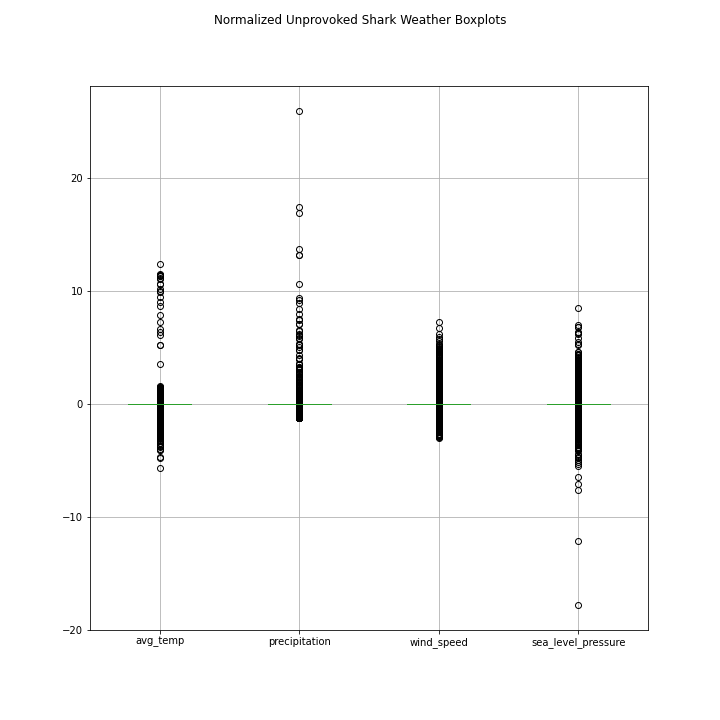 Normalized Unprovoked Shark Weather Boxplots
20
10
0
−10
−20
avg_temp precipitation wind_speed sea_level_pressure